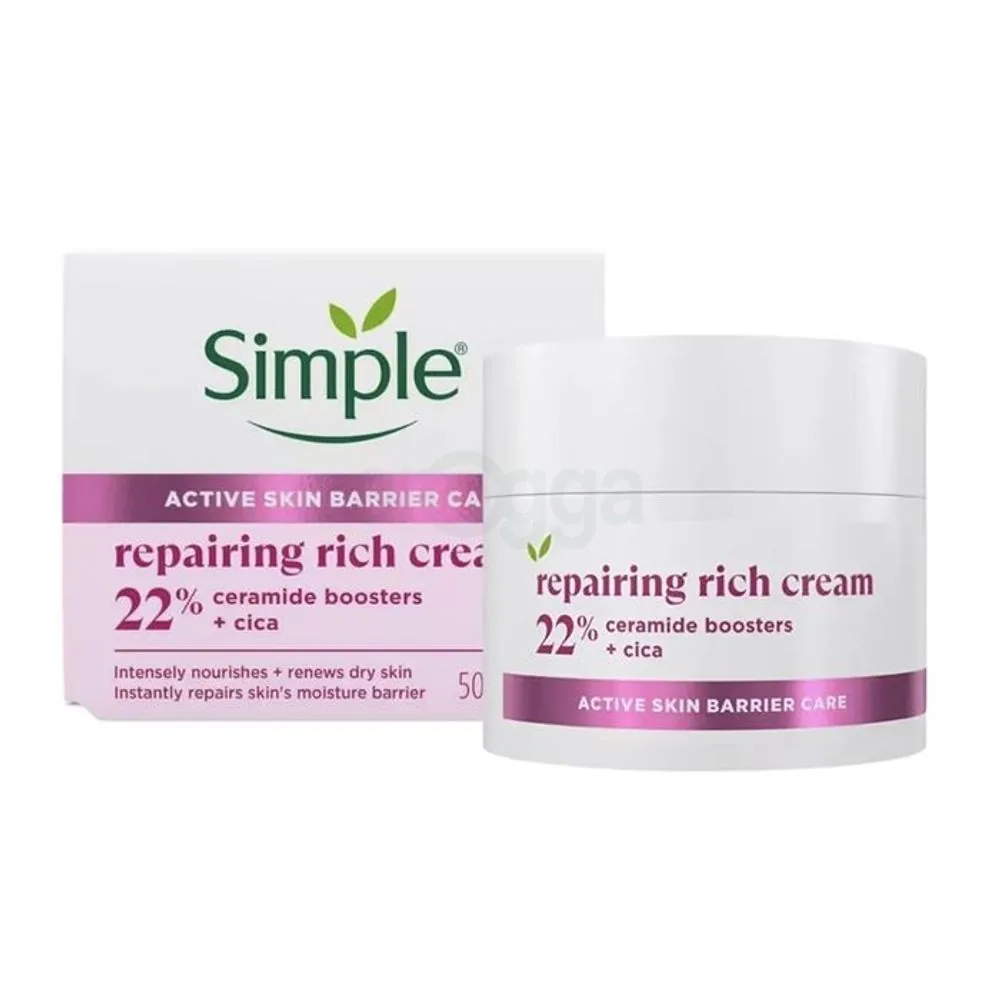 Simple®
ACTIVE SKIN BARRIER CA
repairing rich crea
22% ceramide boosters
+ cica
Intensely nourishes + renews dry skin
Instantly repairs skin's moisture barrier
50
repairing rich cream
22% ceramide boosters
+ cica
ACTIVE SKIN BARRIER CARE